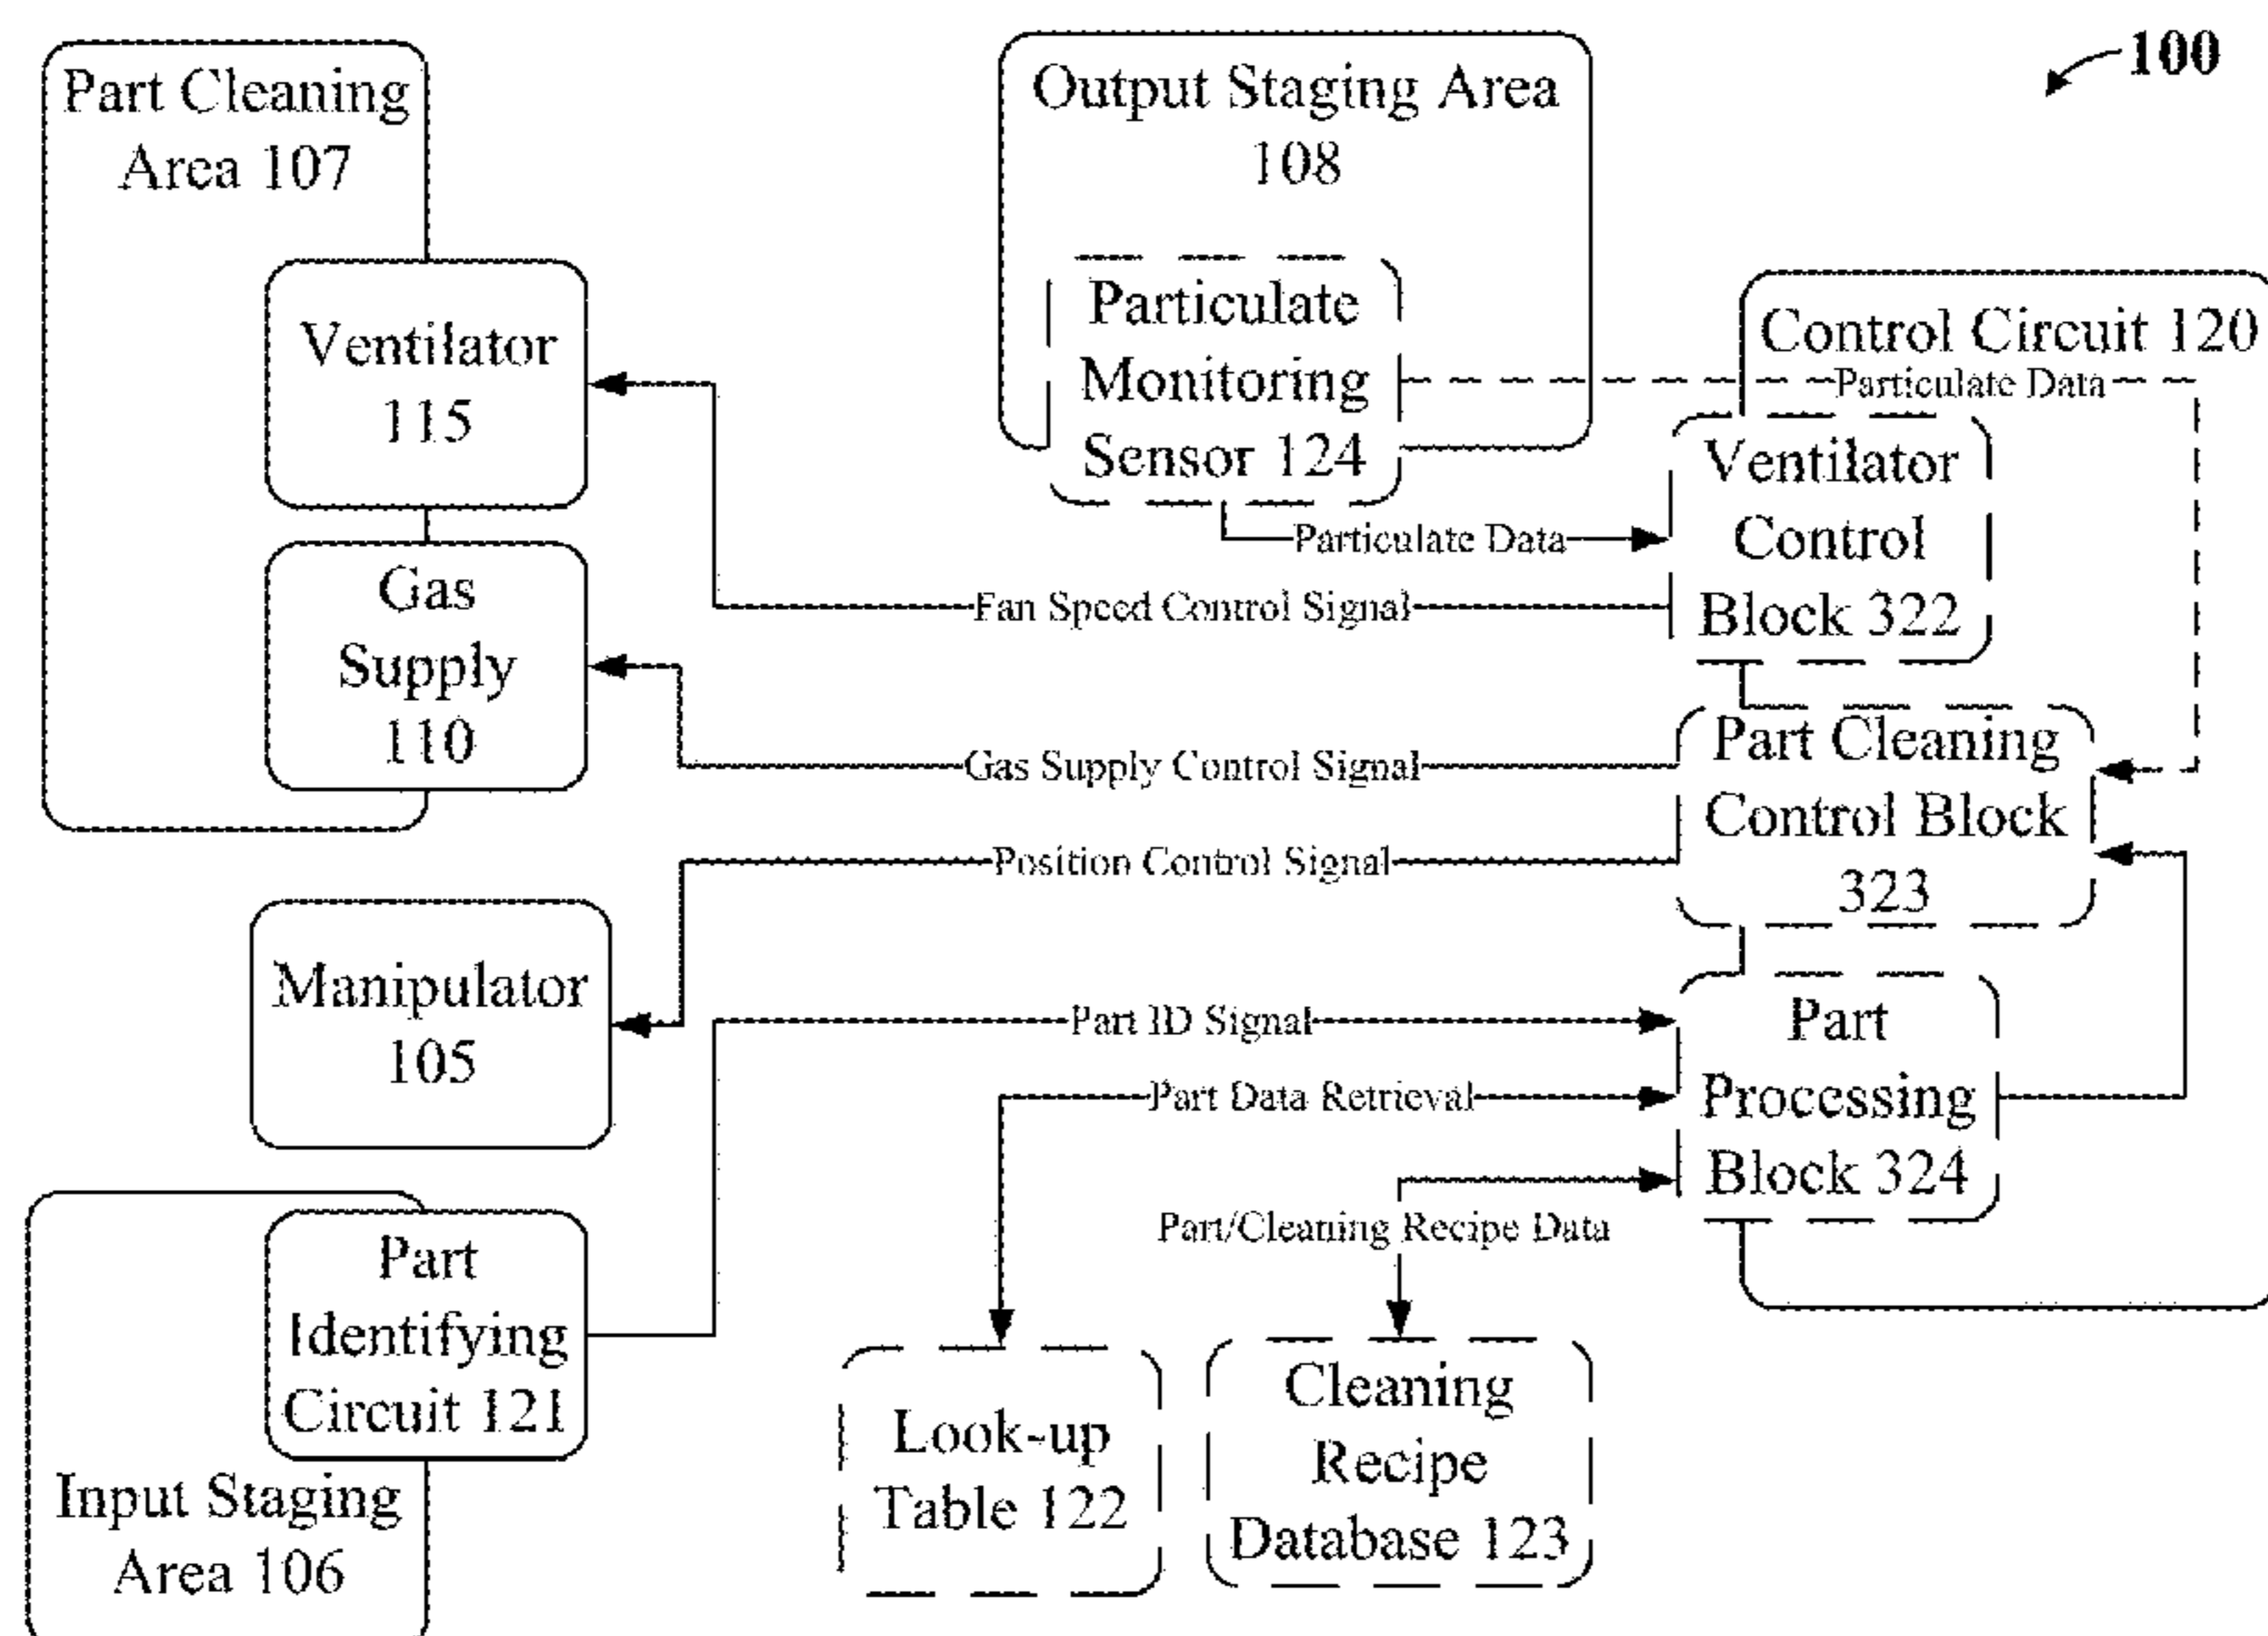 100
Part Cleaning
Area 107
Output Staging Area
108
Ventilator
115
Particulate
Monitoring
Sensor 124
Control Circuit 120
Particulate Data
Ventilator
Control
Block 322
Particulate Data
Fan Speed Control Signal
Gas
Supply
110
Gas Supply Control Signal
Part Cleaning
Control Block
323
Position Control Signal
Manipulator
105
Part ID Signal
Part Data Retrieval
Part/Cleaning Recipe Data
Part
Processing
Block 324
Part
Identifying
Circuit 121
Input Staging
Area 106
Look-up
Table 122
Cleaning
Recipe
Database 123